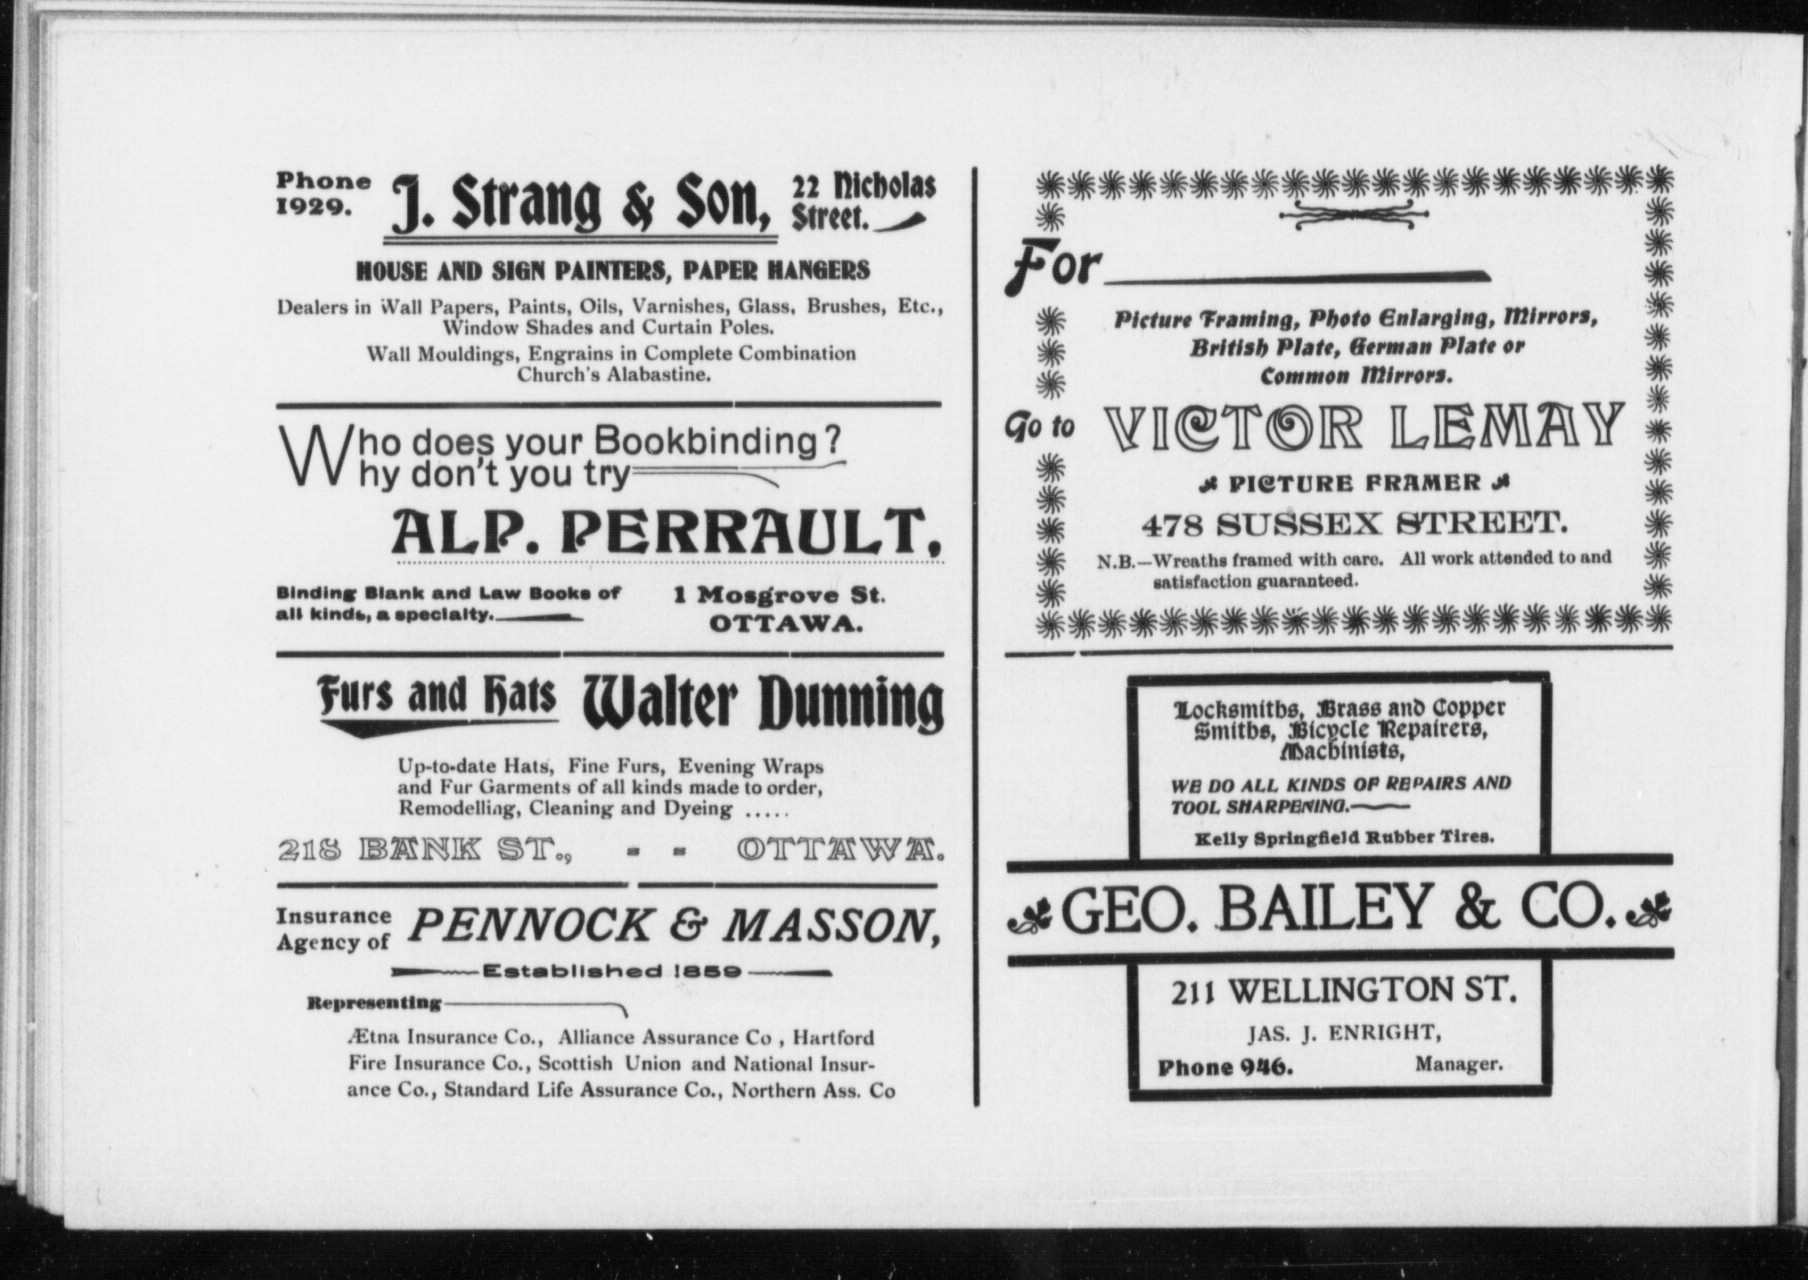 Phone 1929. J. Strang & Son, 22 Nicholas Street.
HOUSE AND SIGN PAINTERS, PAPER HANGERS
Dealers in Wall Papers, Paints, Oils, Varnishes, Glass, Brushes, Etc.,
Window Shades and Curtain Poles.
Wall Mouldings, Engrains in Complete Combination
Church's Alabastine.
Who does your Bookbinding?
Why don't you try
ALP. PERRAULT,
Binding Blank and Law Books of
all kinds, a specialty.
1 Mosgrove St.
OTTAWA.
Furs and Hats Walter Dunning
Up-to-date Hats, Fine Furs, Evening Wraps
and Fur Garments of all kinds made to order,
Remodelling, Cleaning and Dyeing .....
218 BANK ST., - - OTTAWA.
Insurance Agency of PENNOCK & MASSON,
Established 1859
Representing
Ætna Insurance Co., Alliance Assurance Co , Hartford
Fire Insurance Co., Scottish Union and National Insur-
ance Co., Standard Life Assurance Co., Northern Ass. Co
For
Picture Framing, Photo Enlarging, Mirrors,
British Plate, German Plate or
Common Mirrors.
Go to VICTOR LEMAY
PICTURE FRAMER
478 SUSSEX STREET.
N.B.—Wreaths framed with care. All work attended to and
satisfaction guaranteed.
Locksmiths, Brass and Copper
Smiths, Bicycle Repairers,
Machinists,
WE DO ALL KINDS OF REPAIRS AND
TOOL SHARPENING.
Kelly Springfield Rubber Tires.
GEO. BAILEY & CO.
211 WELLINGTON ST.
JAS. J. ENRIGHT,
Phone 946. Manager.